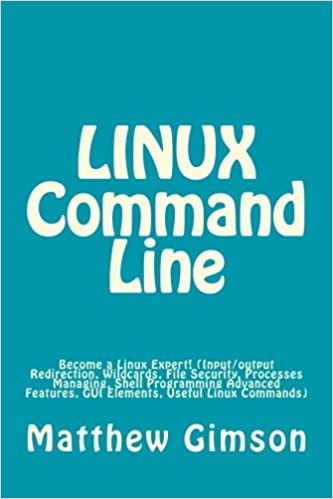 LINUX
Command
Line
Become a Linux Expert! (Input/output
Redirection, Wildcards, File Security, Processes
Managing, Shell Programming Advanced
Features, GUI Elements, Useful Linux Commands)
Matthew Gimson